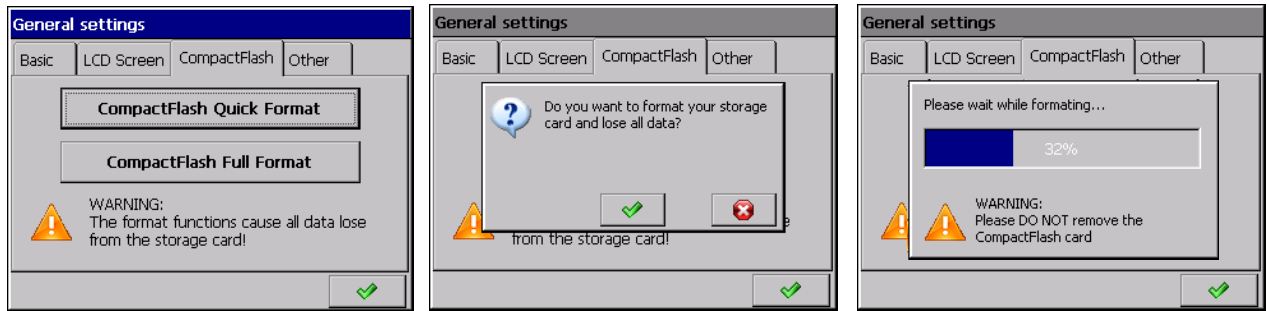 General settings
Basic
LCD Screen
CompactFlash
Other
CompactFlash Quick Format
CompactFlash Full Format
WARNING:
The format functions cause all data lose
from the storage card!
General settings
Basic
LCD Screen
CompactFlash
Other
Do you want to format your storage
card and lose all data?
e
from the storage card!
General settings
Basic
LCD Screen
CompactFlash
Other
Please wait while formating...
32%
WARNING:
Please DO NOT remove the
CompactFlash card